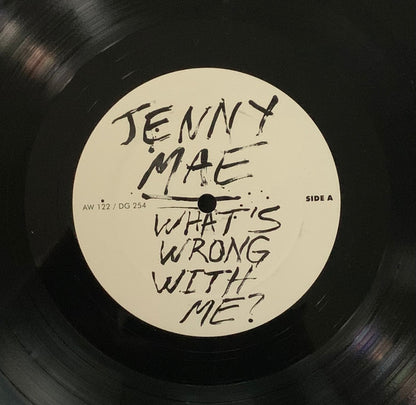 JENNY
MAE
AW 122 / DG 254
SIDE A
WHAT'S
WRONG
WITH
ME?